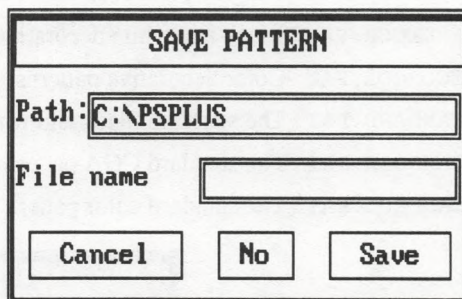 SAVE PATTERN
Path: C:\PSPLUS
File name
Cancel No Save